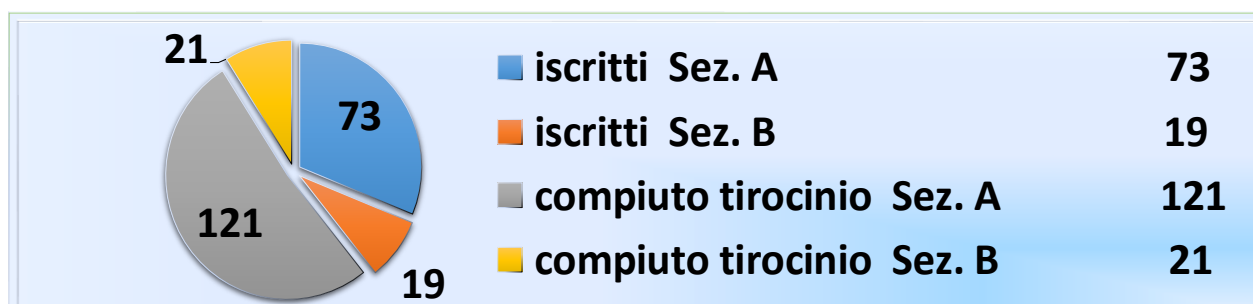 21
73
121
19
iscritti Sez. A 73
iscritti Sez. B 19
compiuto tirocinio Sez. A 121
compiuto tirocinio Sez. B 21